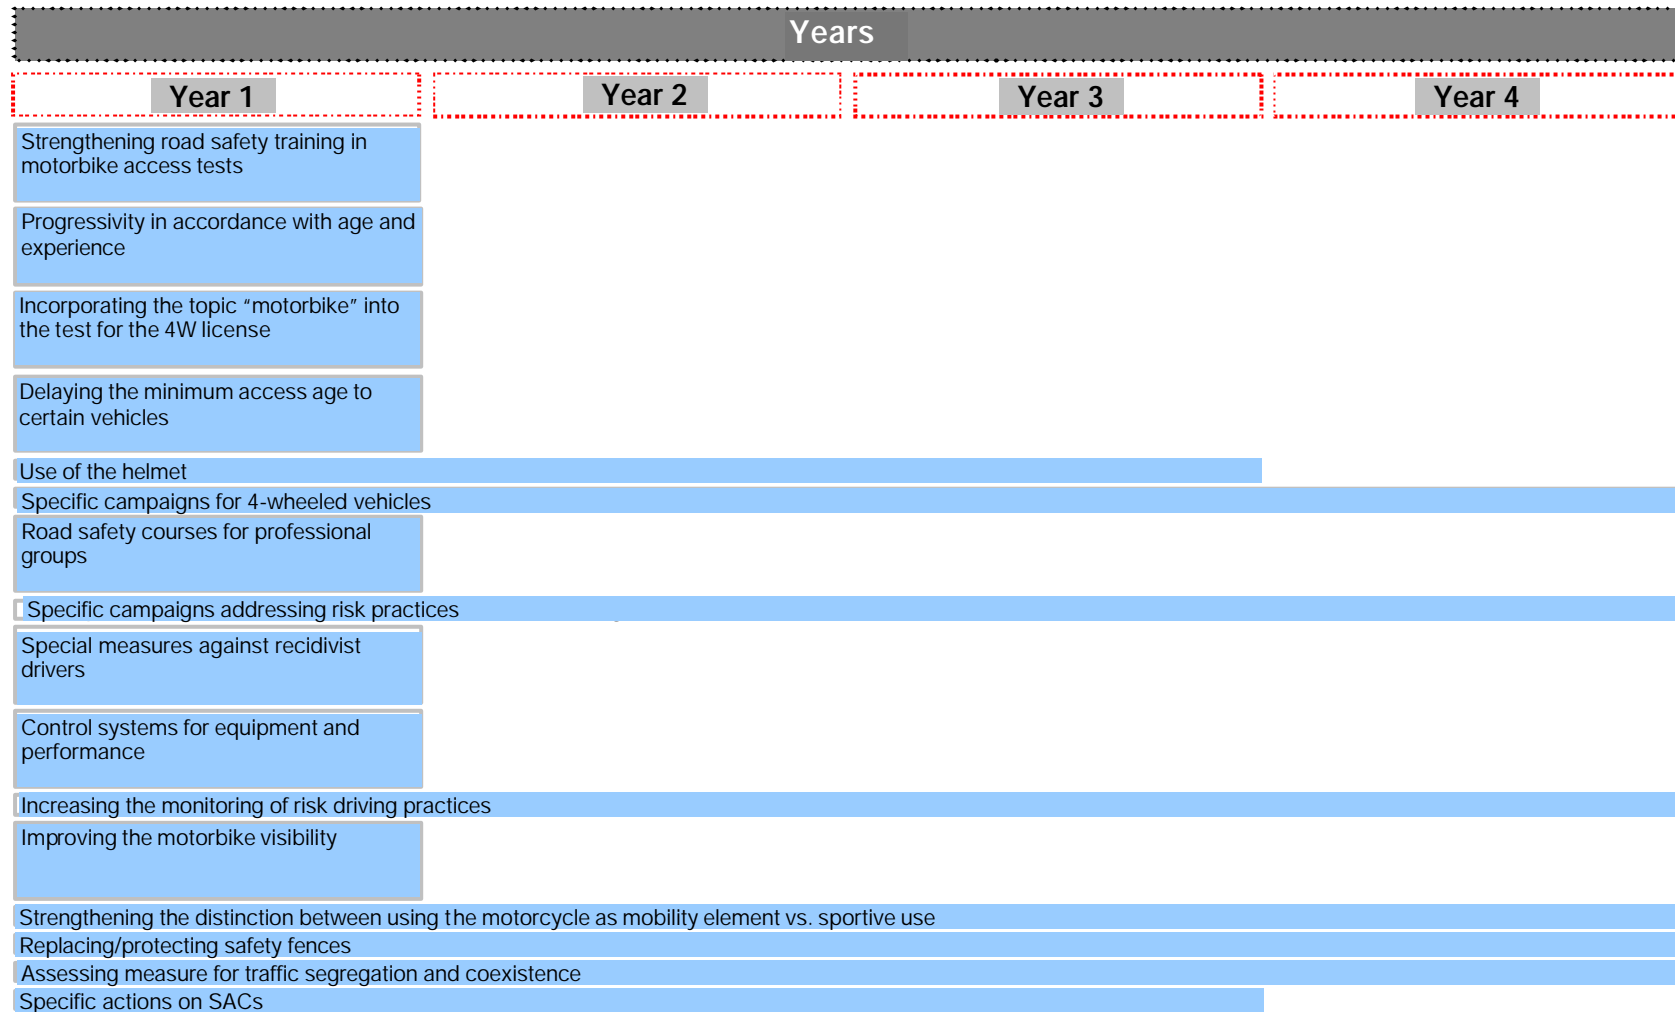 Years
Year 1
Year 2
Year 3
Year 4
Strengthening road safety training in
motorbike access tests
Progressivity in accordance with age and
experience
Incorporating the topic “motorbike” into
the test for the 4W license
Delaying the minimum access age to
certain vehicles
Use of the helmet
Specific campaigns for 4-wheeled vehicles
Road safety courses for professional
groups
Specific campaigns addressing risk practices
Special measures against recidivist
drivers
Control systems for equipment and
performance
Increasing the monitoring of risk driving practices
Improving the motorbike visibility
Strengthening the distinction between using the motorcycle as mobility element vs. sportive use
Replacing/protecting safety fences
Assessing measure for traffic segregation and coexistence
Specific actions on SACs